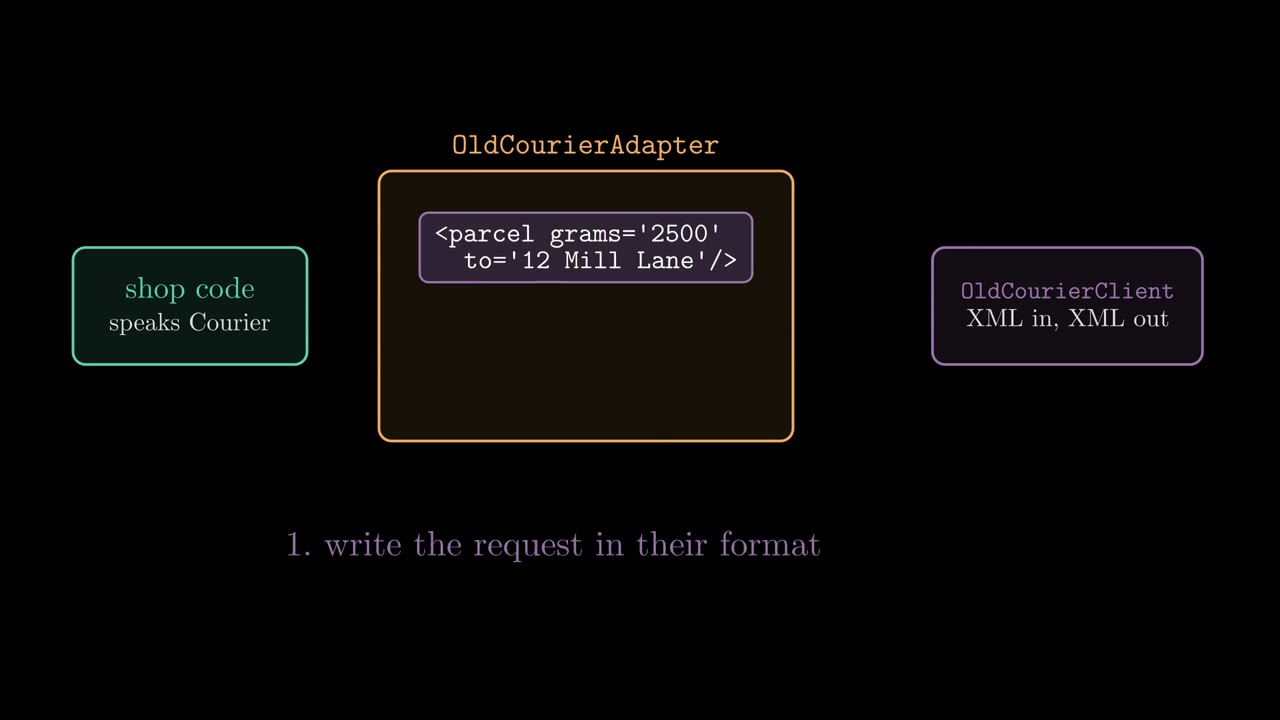 OldCourierAdapter
<parcel grams='2500'
to='12 Mill Lane'/>
shop code
speaks Courier
OldCourierClient
XML in, XML out
1. write the request in their format